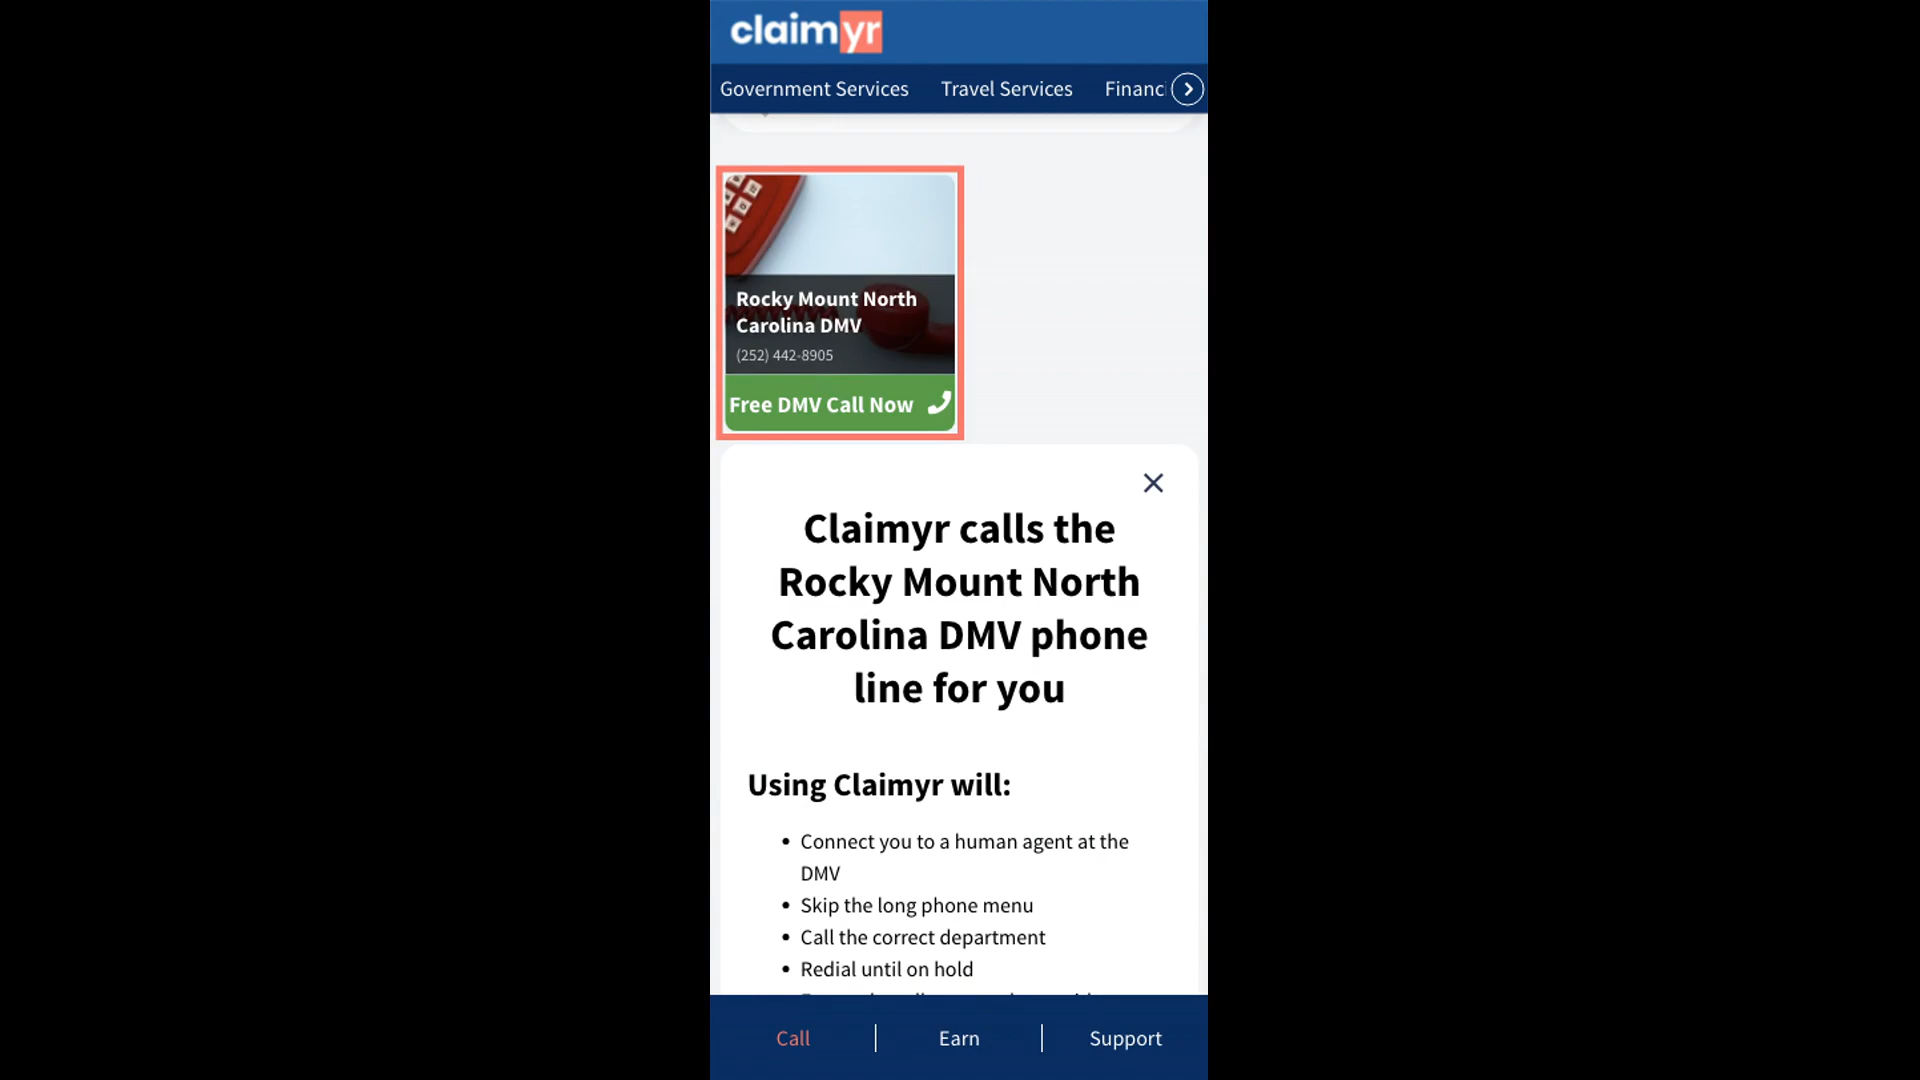 claimyr
Government Services Travel Services Financ
Rocky Mount North
Carolina DMV
(252) 442-8905
Free DMV Call Now
Claimyr calls the
Rocky Mount North
Carolina DMV phone
line for you
Using Claimyr will:
• Connect you to a human agent at the
DMV
• Skip the long phone menu
• Call the correct department
• Redial until on hold
Call | Earn | Support